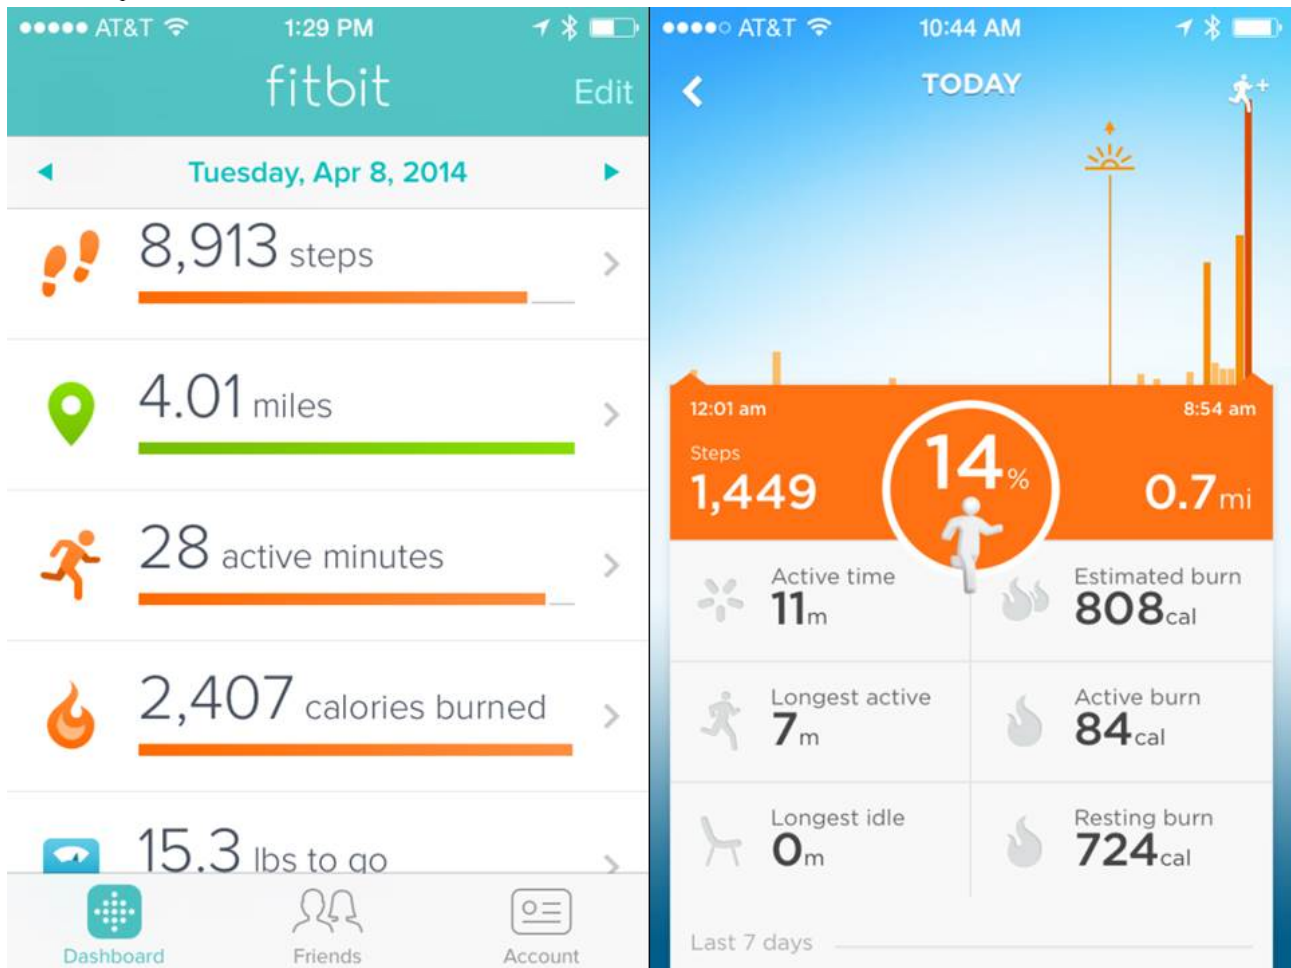 AT&T 1:29 PM
fitbit Edit
Tuesday, Apr 8, 2014
8,913 steps
4.01 miles
28 active minutes
2,407 calories burned
15.3 lbs to go
Dashboard Friends Account
AT&T 10:44 AM
TODAY
12:01 am 8:54 am
Steps
1,449 14% 0.7 mi
Active time
11m
Estimated burn
808cal
Longest active
7m
Active burn
84cal
Longest idle
0m
Resting burn
724cal
Last 7 days